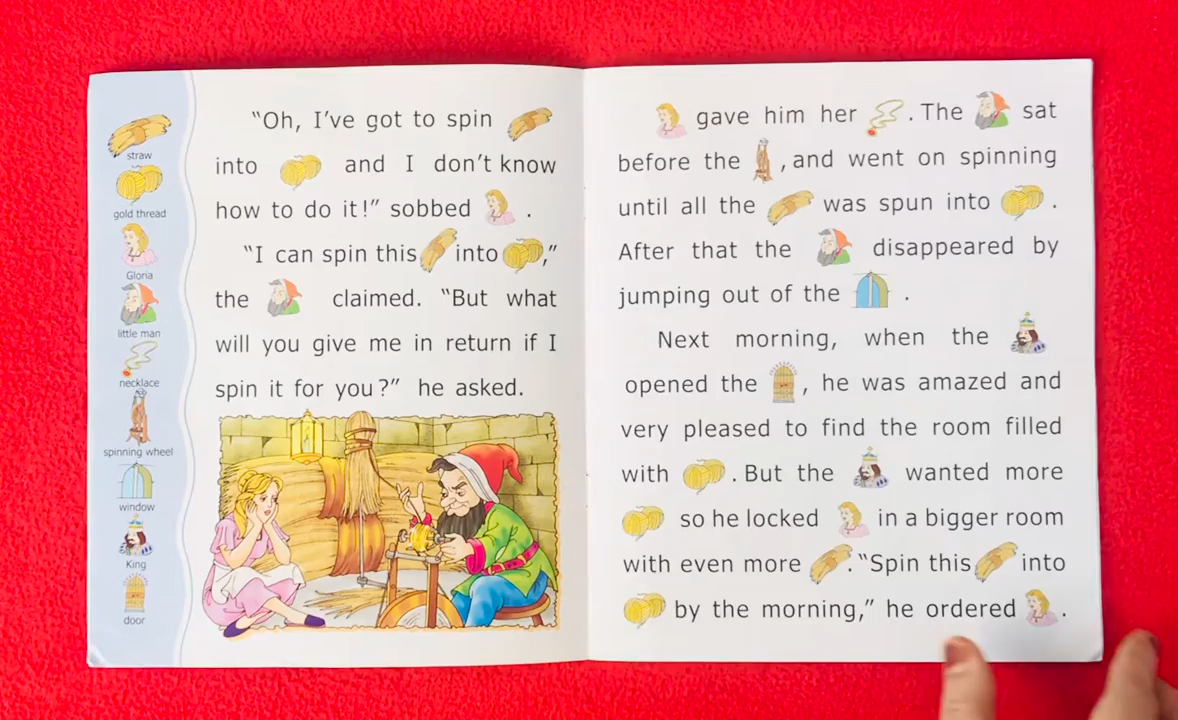 straw
gold thread
Gloria
little man
necklace
spinning wheel
window
King
door
“Oh, I’ve got to spin
into and I don’t know
how to do it!” sobbed .
“I can spin this into ,”
the claimed. “But what
will you give me in return if I
spin it for you?” he asked.
gave him her . The sat
before the , and went on spinning
until all the was spun into .
After that the disappeared by
jumping out of the .
Next morning, when the
opened the , he was amazed and
very pleased to find the room filled
with . But the wanted more
so he locked in a bigger room
with even more . “Spin this into
by the morning,” he ordered .